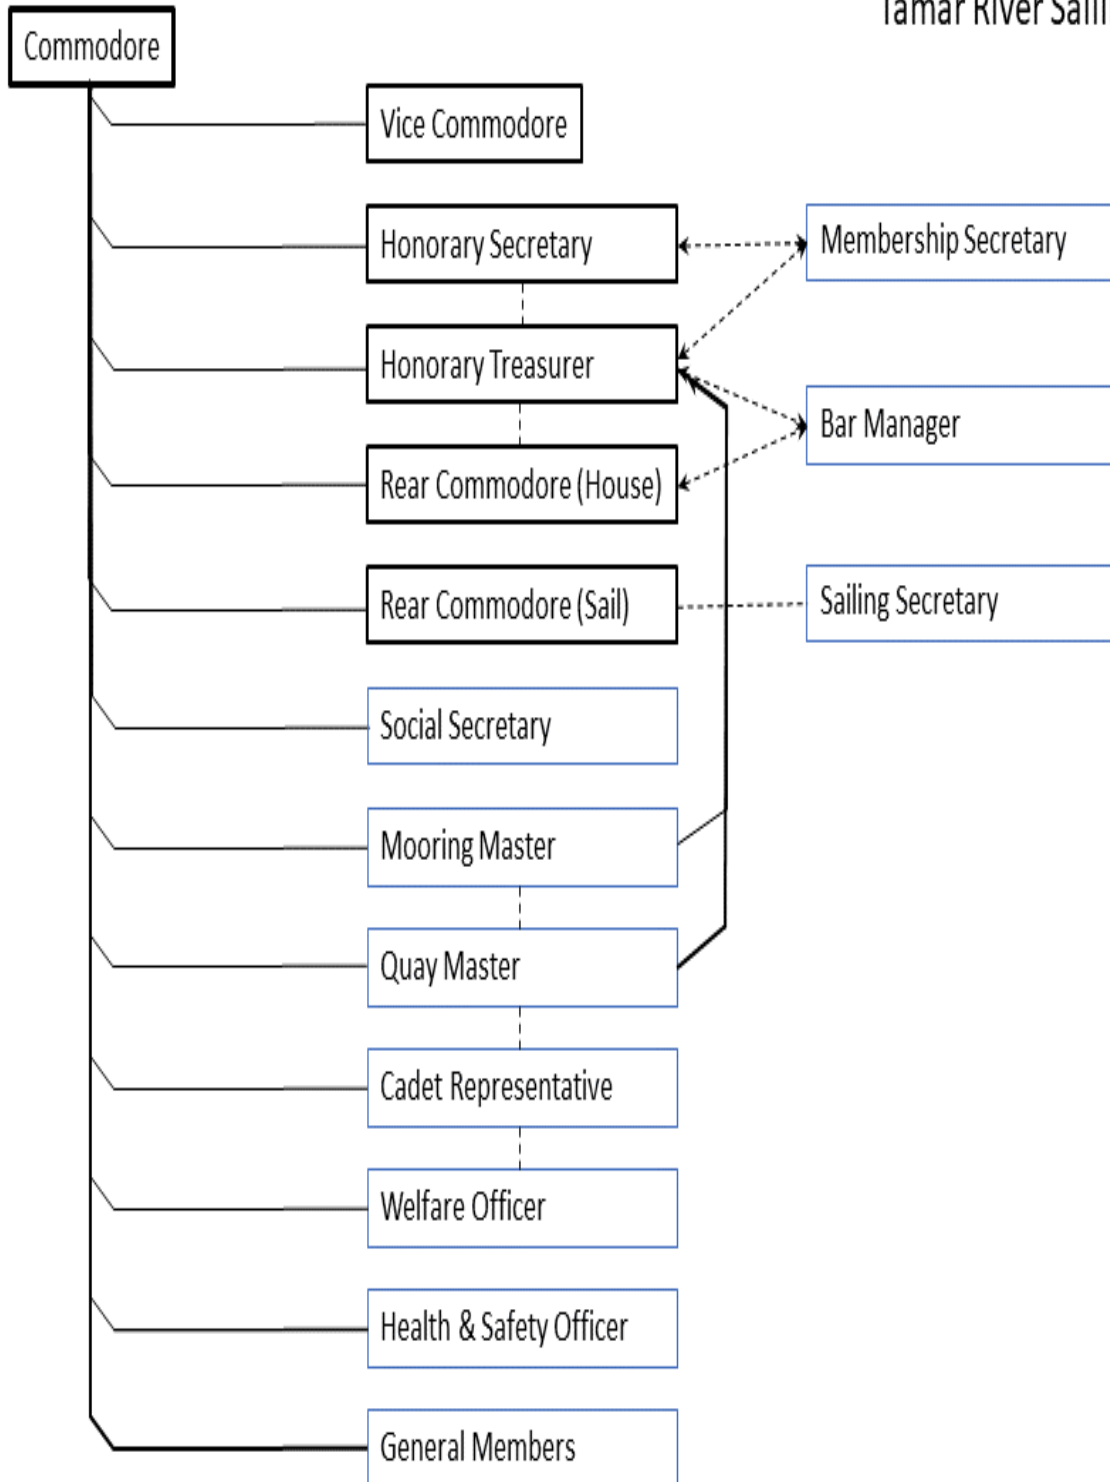 Tamar River Saili
Commodore
Vice Commodore
Honorary Secretary
Membership Secretary
Honorary Treasurer
Bar Manager
Rear Commodore (House)
Rear Commodore (Sail)
Sailing Secretary
Social Secretary
Mooring Master
Quay Master
Cadet Representative
Welfare Officer
Health & Safety Officer
General Members